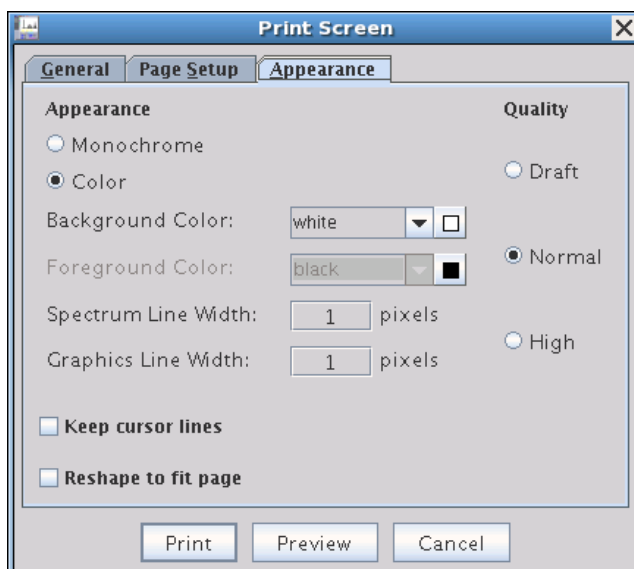 Print Screen
General Page Setup Appearance
Appearance
Monochrome
Color
Background Color: white
Foreground Color: black
Spectrum Line Width: 1 pixels
Graphics Line Width: 1 pixels
Keep cursor lines
Reshape to fit page
Quality
Draft
Normal
High
Print Preview Cancel